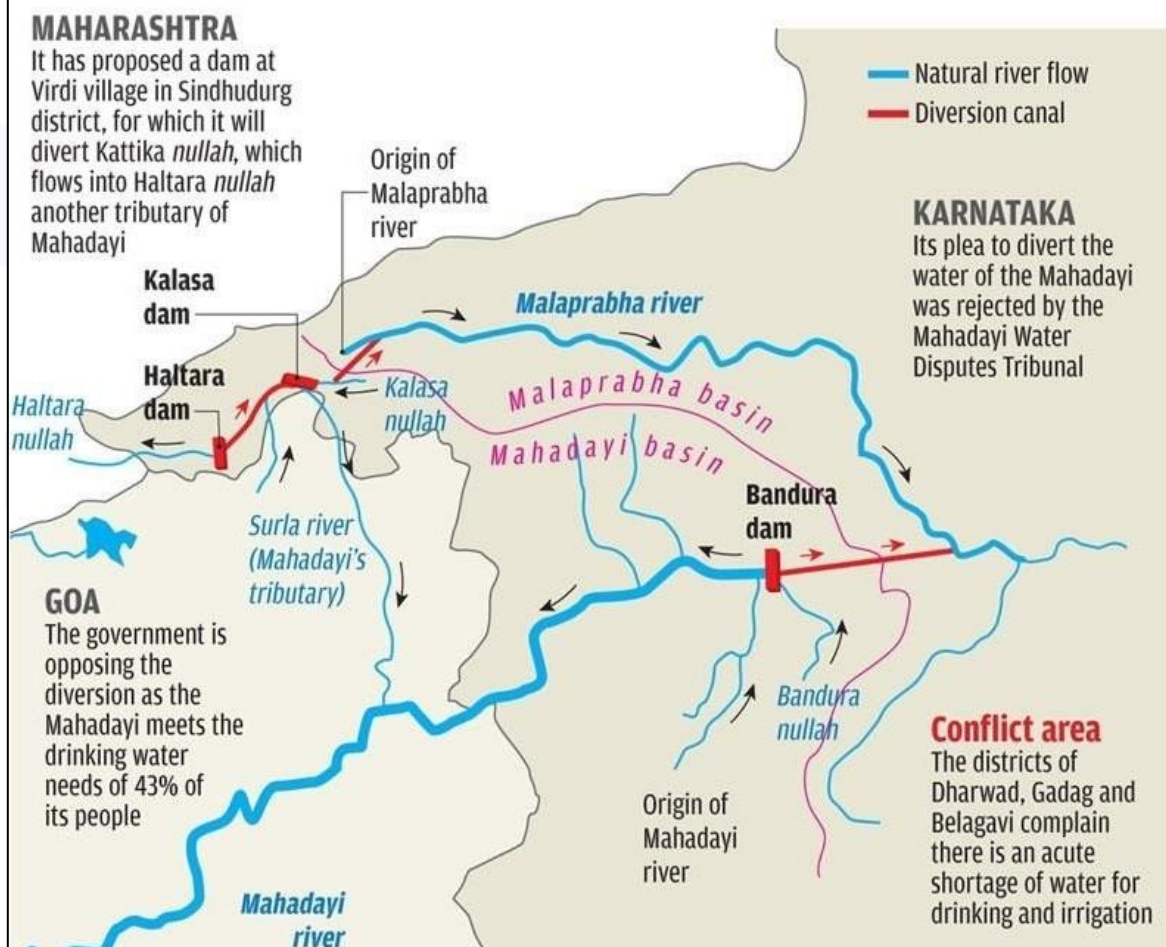 MAHARASHTRA
It has proposed a dam at
Virdi village in Sindhudurg
district, for which it will
divert Kattika nullah, which
flows into Haltara nullah
another tributary of
Mahadayi
Natural river flow
Diversion canal
Origin of
Malaprabha
river
KARNATAKA
Its plea to divert the
water of the Mahadayi
was rejected by the
Mahadayi Water
Disputes Tribunal
Kalasa
dam
Malaprabha river
Haltara
dam
Haltara
nullah
Kalasa
nullah
Malaprabha basin
Mahadayi basin
Bandura
dam
Surla river
(Mahadayi's
tributary)
GOA
The government is
opposing the
diversion as the
Mahadayi meets the
drinking water
needs of 43% of
its people
Bandura
nullah
Origin of
Mahadayi
river
Conflict area
The districts of
Dharwad, Gadag and
Belagavi complain
there is an acute
shortage of water for
drinking and irrigation
Mahadayi
river